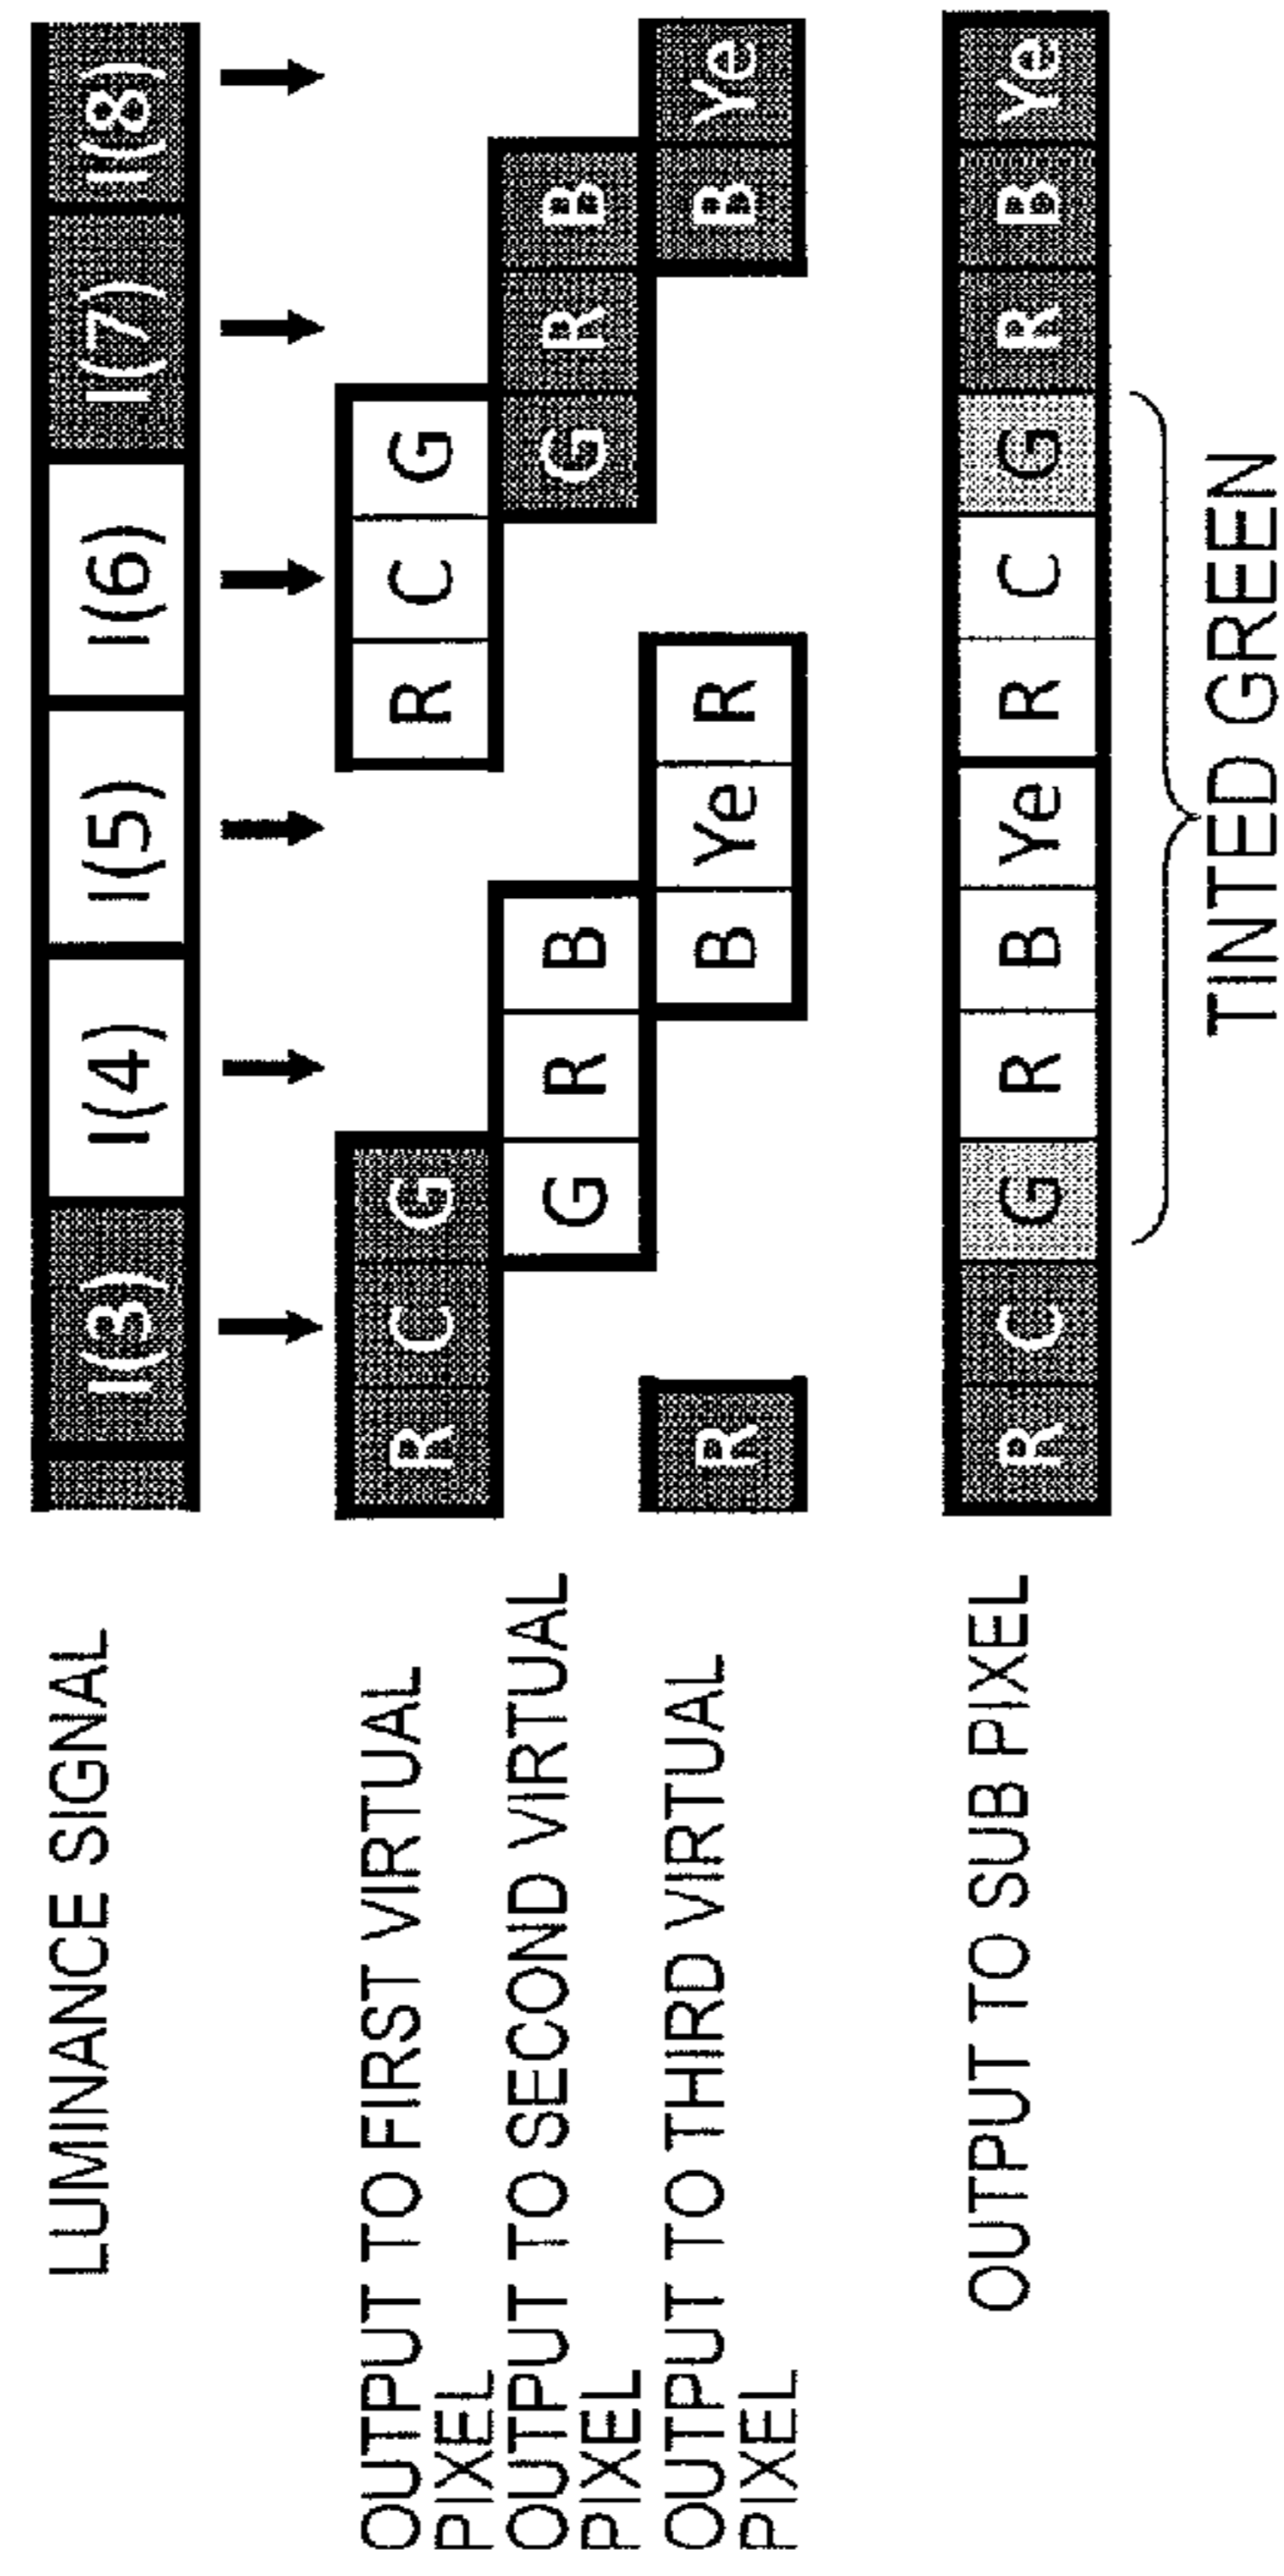 LUMINANCE SIGNAL I(3) I(4) I(5) I(6) I(7) I(8)
OUTPUT TO FIRST VIRTUAL R C G R C G
PIXEL
OUTPUT TO SECOND VIRTUAL G R B G R B
PIXEL
OUTPUT TO THIRD VIRTUAL R B Ye R B Ye
PIXEL
OUTPUT TO SUB PIXEL R C G R B Ye R C G R B Ye
TINTED GREEN